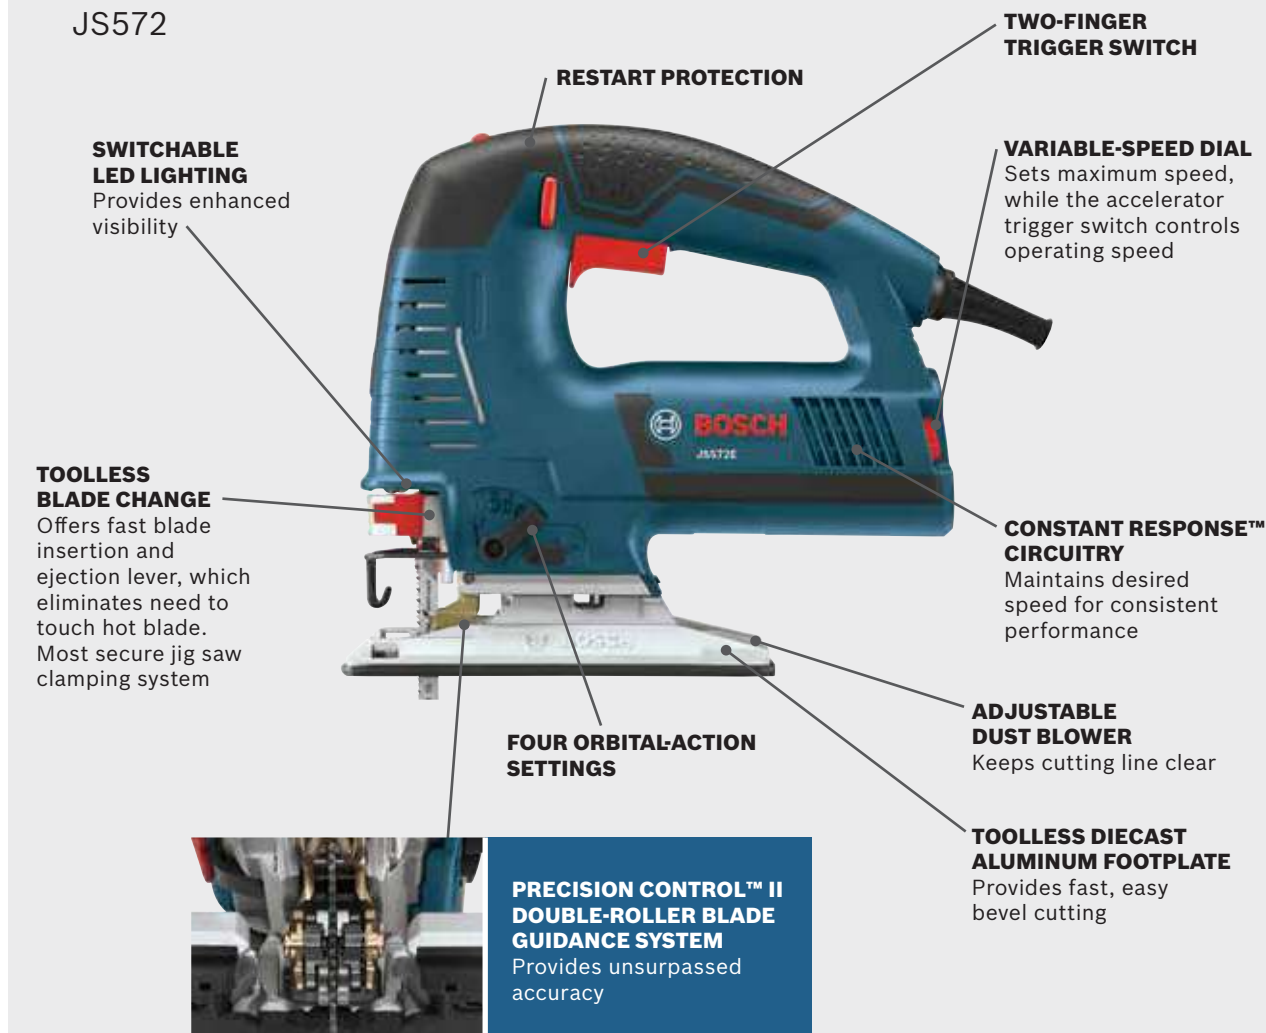 JS572
TWO-FINGER
TRIGGER SWITCH
RESTART PROTECTION
SWITCHABLE
LED LIGHTING
Provides enhanced
visibility
VARIABLE-SPEED DIAL
Sets maximum speed,
while the accelerator
trigger switch controls
operating speed
BOSCH
JS572E
TOOLLESS
BLADE CHANGE
Offers fast blade
insertion and
ejection lever, which
eliminates need to
touch hot blade.
Most secure jig saw
clamping system
CONSTANT RESPONSE™
CIRCUITRY
Maintains desired
speed for consistent
performance
BOSCH
FOUR ORBITAL-ACTION
SETTINGS
ADJUSTABLE
DUST BLOWER
Keeps cutting line clear
TOOLLESS DIECAST
ALUMINUM FOOTPLATE
Provides fast, easy
bevel cutting
PRECISION CONTROL™ II
DOUBLE-ROLLER BLADE
GUIDANCE SYSTEM
Provides unsurpassed
accuracy